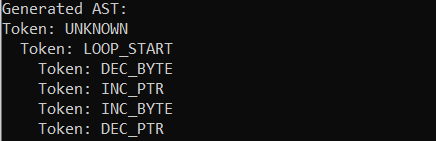 Generated AST:
Token: UNKNOWN
Token: LOOP_START
Token: DEC_BYTE
Token: INC_PTR
Token: INC_BYTE
Token: DEC_PTR